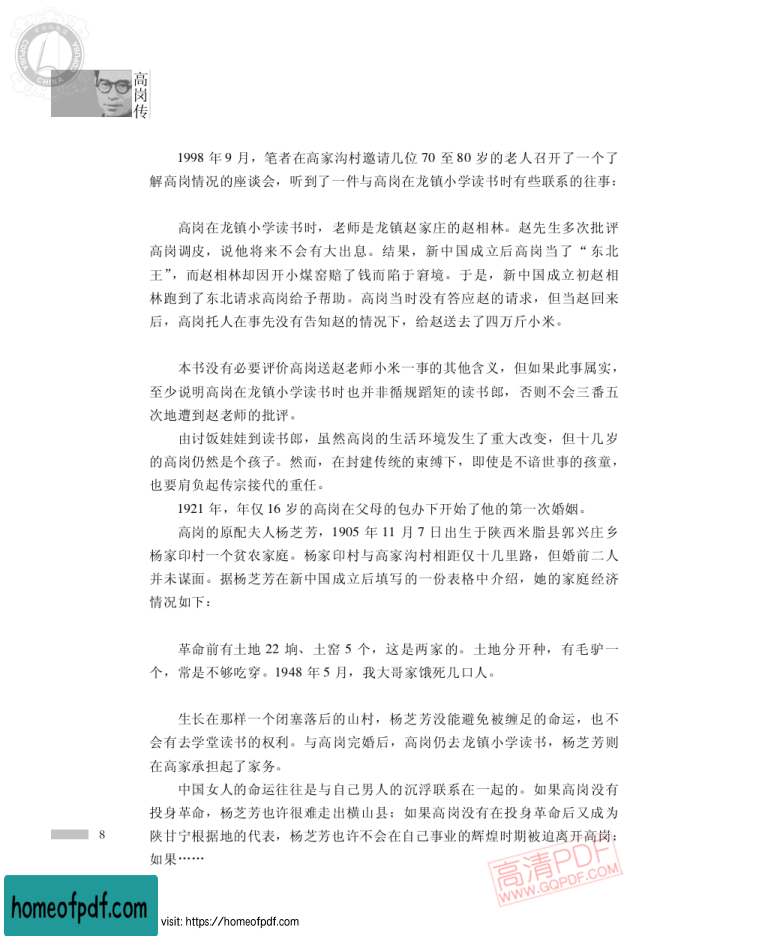 高
岗
传
1998 年 9 月，笔者在高家沟村邀请几位 70 至 80 岁的老人召开了一个了
解高岗情况的座谈会，听到了一件与高岗在龙镇小学读书时有些联系的往事：
高岗在龙镇小学读书时，老师是龙镇赵家庄的赵相林。赵先生多次批评
高岗调皮，说他将来不会有大出息。结果，新中国成立后高岗当了“东北
王”，而赵相林却因开小煤窑赔了钱而陷于窘境。于是，新中国成立初赵相
林跑到了东北请求高岗给予帮助。高岗当时没有答应赵的请求，但当赵回来
后，高岗托人在事先没有告知赵的情况下，给赵送去了四万斤小米。
本书没有必要评价高岗送赵老师小米一事的其他含义，但如果此事属实，
至少说明高岗在龙镇小学读书时也并非循规蹈矩的读书郎，否则不会三番五
次地遭到赵老师的批评。
由讨饭娃娃到读书郎，虽然高岗的生活环境发生了重大改变，但十几岁
的高岗仍然是个孩子。然而，在封建传统的束缚下，即使是不谙世事的孩童，
也要肩负起传宗接代的重任。
1921 年，年仅 16 岁的高岗在父母的包办下开始了他的第一次婚姻。
高岗的原配夫人杨芝芳，1905 年 11 月 7 日出生于陕西米脂县郭兴庄乡
杨家印村一个贫农家庭。杨家印村与高家沟村相距仅十几里路，但婚前二人
并未谋面。据杨芝芳在新中国成立后填写的一份表格中介绍，她的家庭经济
情况如下：
革命前有土地 22 垧、土窑 5 个，这是两家的。土地分开种，有毛驴一
个，常是不够吃穿。1948 年 5 月，我大哥家饿死几口人。
生长在那样一个闭塞落后的山村，杨芝芳没能避免被缠足的命运，也不
会有去学堂读书的权利。与高岗完婚后，高岗仍去龙镇小学读书，杨芝芳则
在高家承担起了家务。
中国女人的命运往往是与自己男人的沉浮联系在一起的。如果高岗没有
投身革命，杨芝芳也许很难走出横山县；如果高岗没有在投身革命后又成为
陕甘宁根据地的代表，杨芝芳也许不会在自己事业的辉煌时期被迫离开高岗；
如果……
8
高清PDF
WWW.GQPDF.COM
homeofpdf.com
visit: https://homeofpdf.com